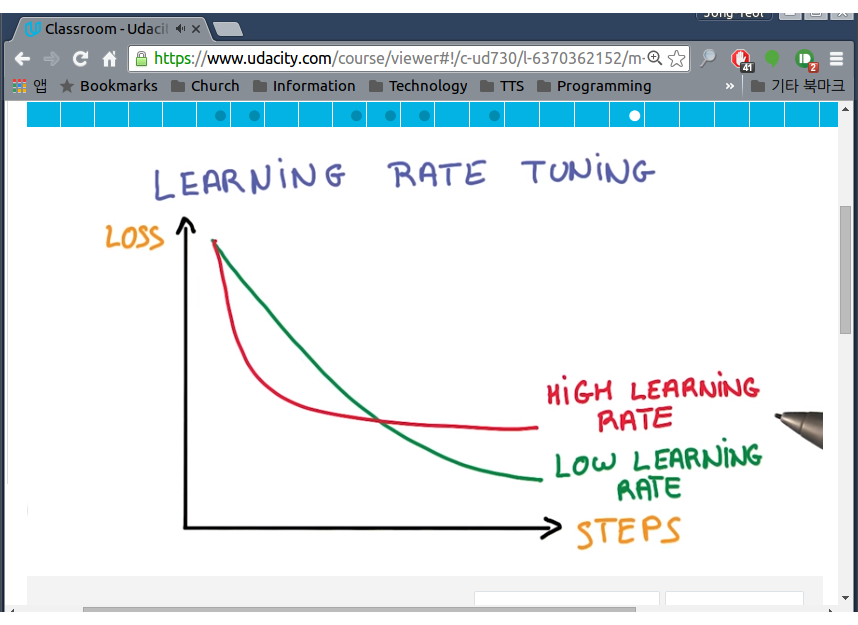 Jong Yeol
Classroom - Udacit
https://www.udacity.com/course/viewer#!/c-ud730/l-6370362152/m-
41
2
앱 Bookmarks Church Information Technology TTS Programming » 기타 북마크
LEARNING RATE TUNING
LOSS
HIGH LEARNING
RATE
LOW LEARNING
RATE
STEPS